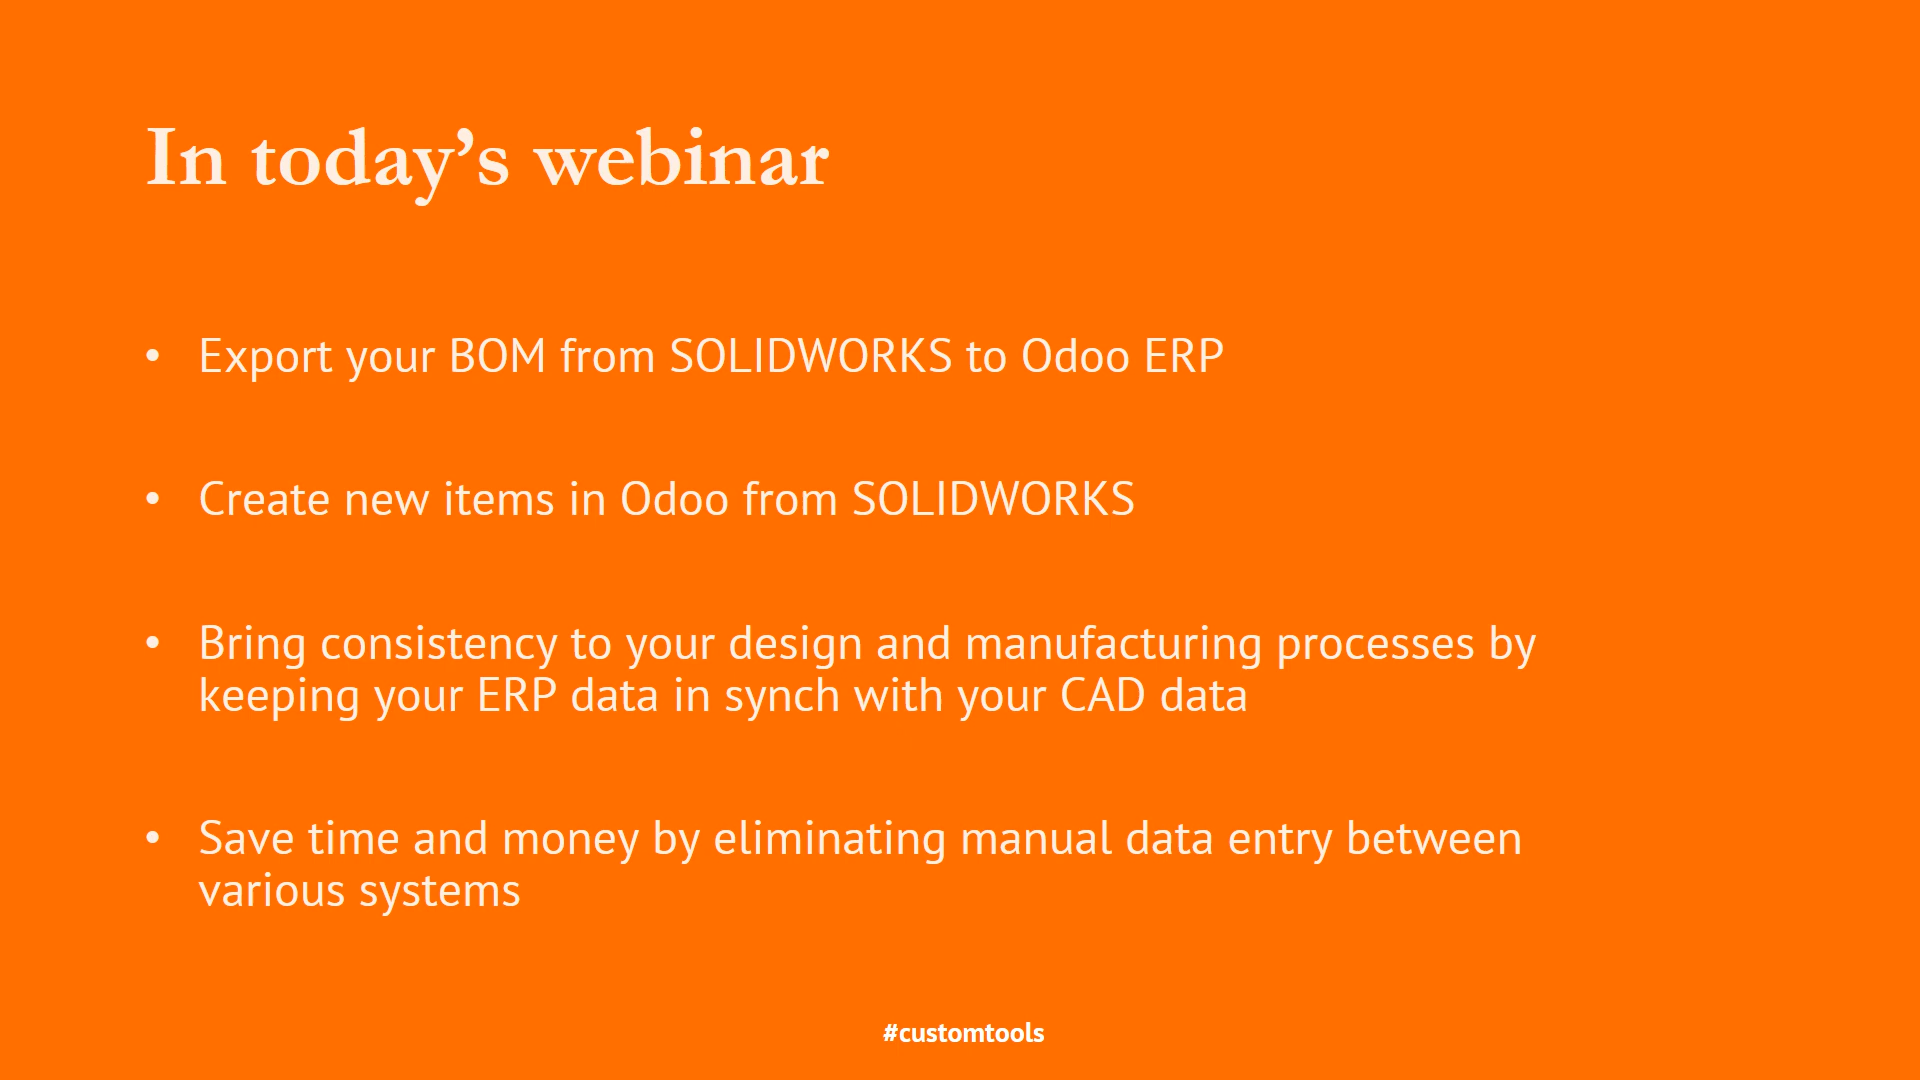 In today’s webinar
• Export your BOM from SOLIDWORKS to Odoo ERP
• Create new items in Odoo from SOLIDWORKS
• Bring consistency to your design and manufacturing processes by
keeping your ERP data in synch with your CAD data
• Save time and money by eliminating manual data entry between
various systems
#customtools